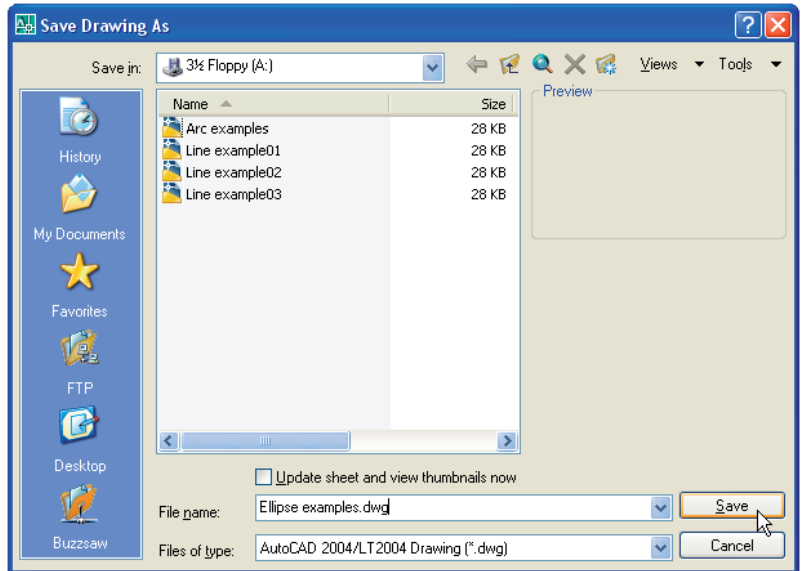 Save Drawing As
Save in: 3½ Floppy (A:) Views Tools
Name Size
Preview
Arc examples 28 KB
Line example01 28 KB
Line example02 28 KB
Line example03 28 KB
History
My Documents
Favorites
FTP
Desktop
Buzzsaw
Update sheet and view thumbnails now
File name: Ellipse examples.dwg Save
Files of type: AutoCAD 2004/LT2004 Drawing (*.dwg) Cancel